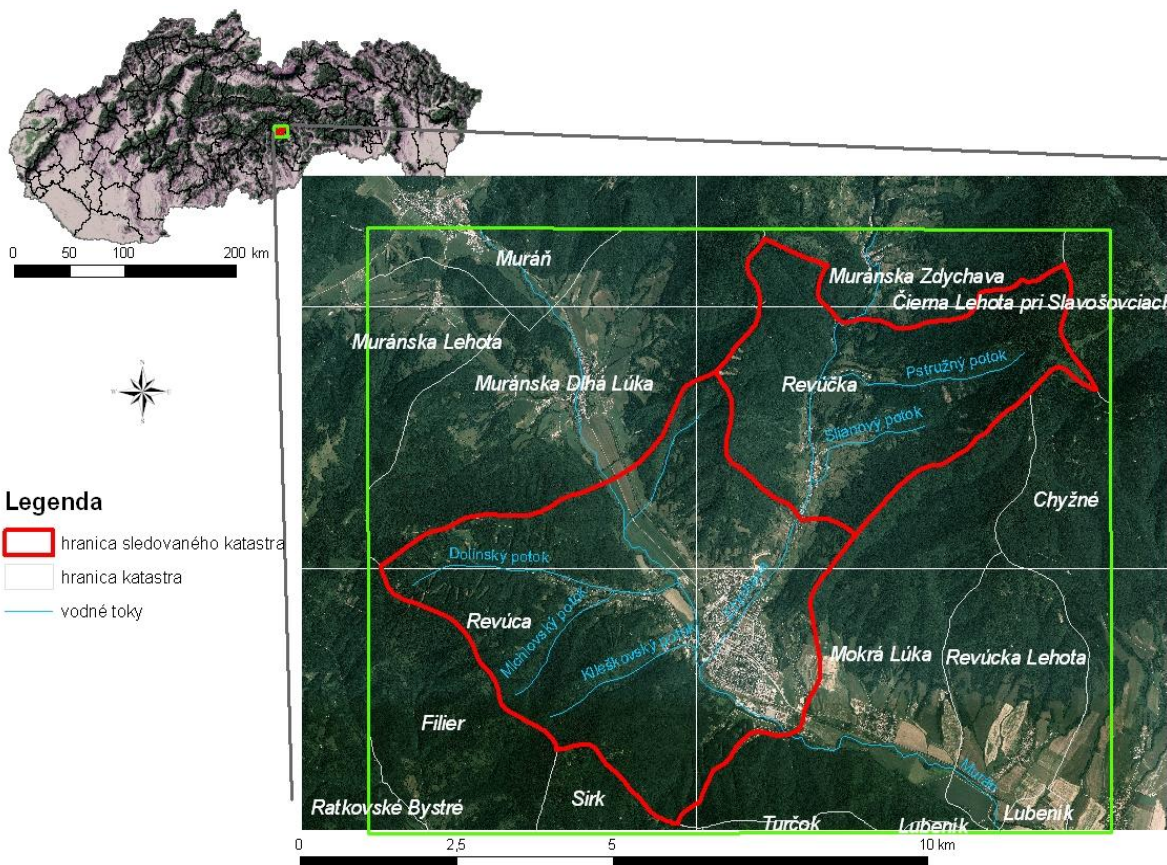 0 50 100 200 km
N
Legenda
hranica sledovaného katastra
hranica katastra
vodné toky
Muráň
Muránska Zdychava
Čierna Lehota pri Slavošovciach
Muránska Lehota
Muránska Dlhá Lúka
Revúčka
Pstružný potok
Slianový potok
Chyžné
Dolinský potok
Revúca
Michlovský potok
Kileškovský potok
Mokrá Lúka
Revúcka Lehota
Filier
Muráň
Sirk
Ratkovské Bystré
Turčok
Lubeník
Lubeník
0 2,5 5 10 km